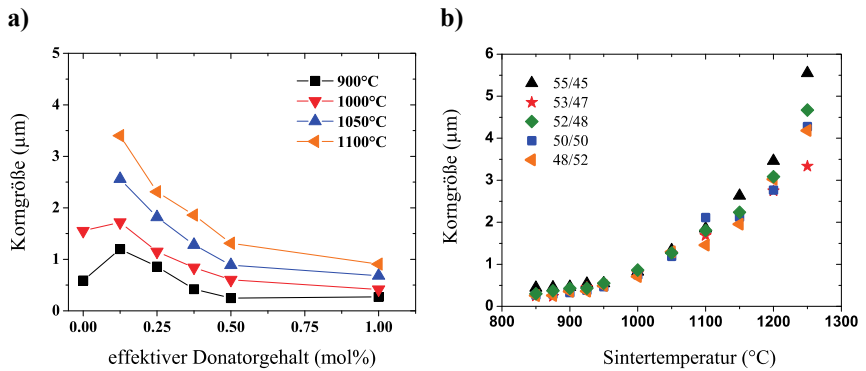 a)
5
4
3
2
1
0
Korngröße (µm)
0.00 0.25 0.50 0.75 1.00
effektiver Donatorgehalt (mol%)
900°C
1000°C
1050°C
1100°C
b)
6
5
4
3
2
1
0
Korngröße (µm)
800 900 1000 1100 1200 1300
Sintertemperatur (°C)
55/45
53/47
52/48
50/50
48/52